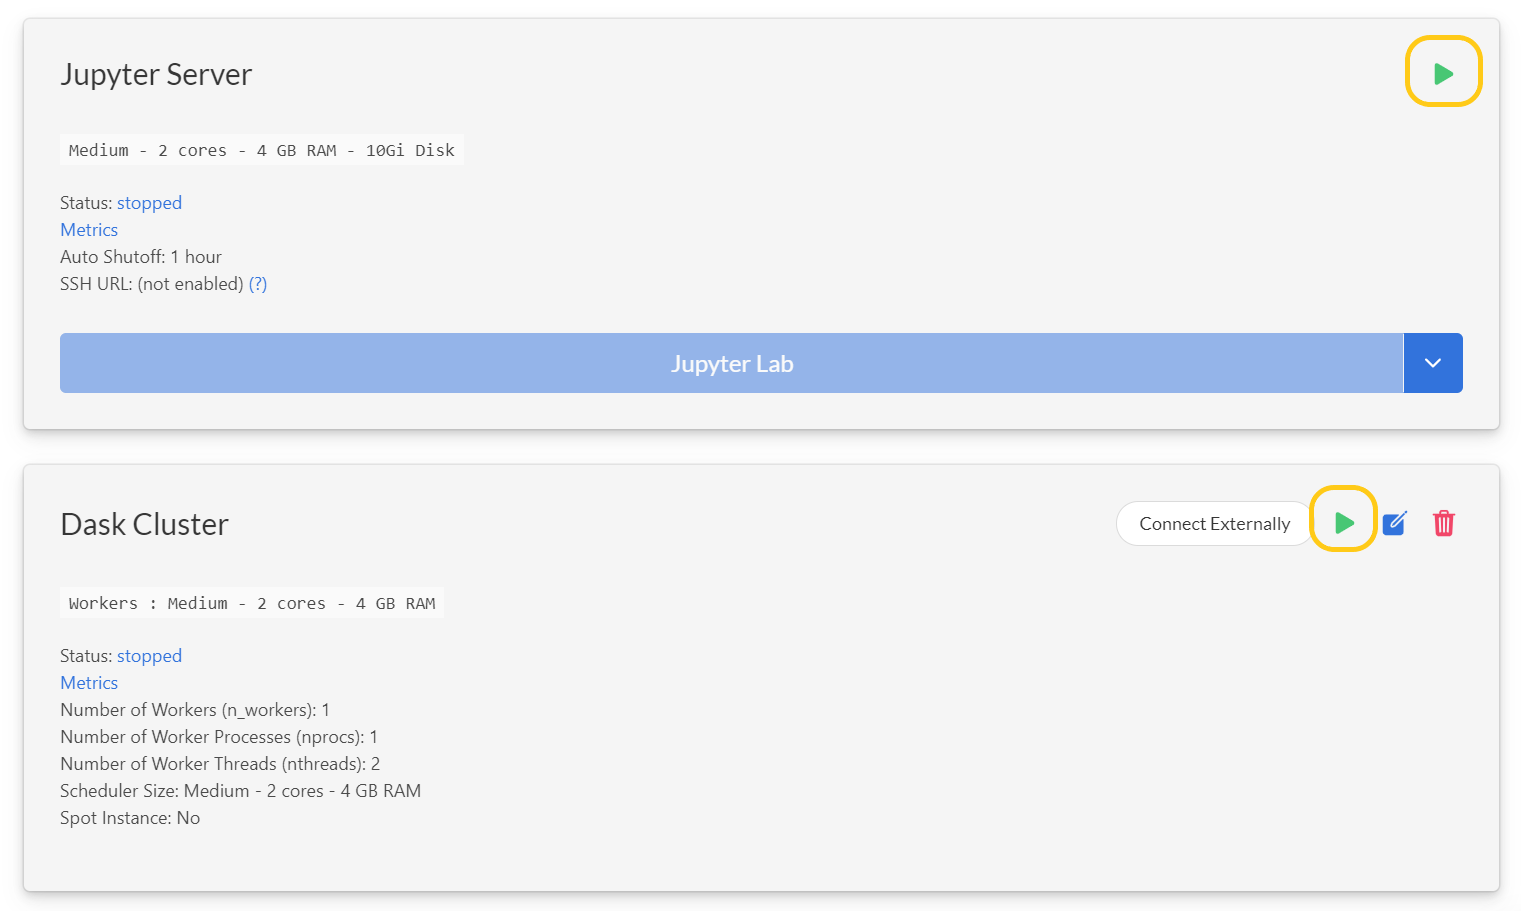 Jupyter Server
Medium - 2 cores - 4 GB RAM - 10Gi Disk
Status: stopped
Metrics
Auto Shutoff: 1 hour
SSH URL: (not enabled) (?)
Jupyter Lab
Dask Cluster
Connect Externally
Workers : Medium - 2 cores - 4 GB RAM
Status: stopped
Metrics
Number of Workers (n_workers): 1
Number of Worker Processes (nprocs): 1
Number of Worker Threads (nthreads): 2
Scheduler Size: Medium - 2 cores - 4 GB RAM
Spot Instance: No